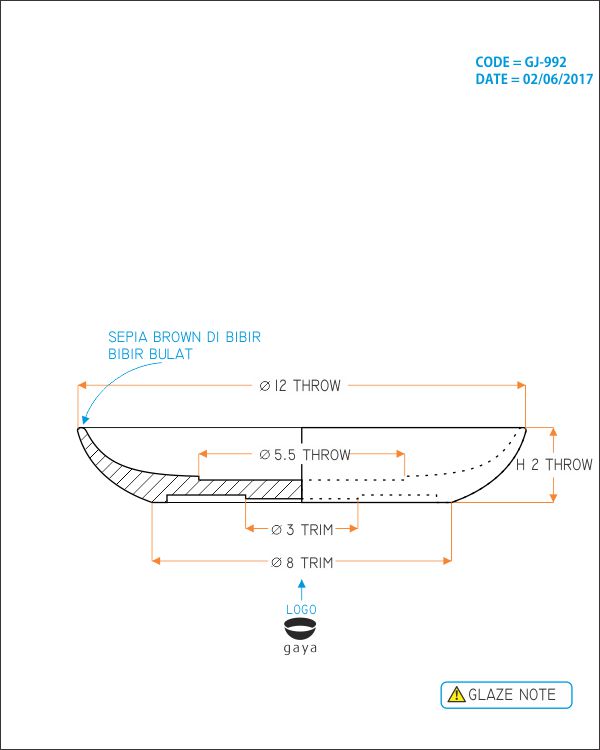 CODE = GJ-992
DATE = 02/06/2017
SEPIA BROWN DI BIBIR
BIBIR BULAT
Ø 12 THROW
Ø 5.5 THROW
H 2 THROW
Ø 3 TRIM
Ø 8 TRIM
LOGO
gaya
GLAZE NOTE